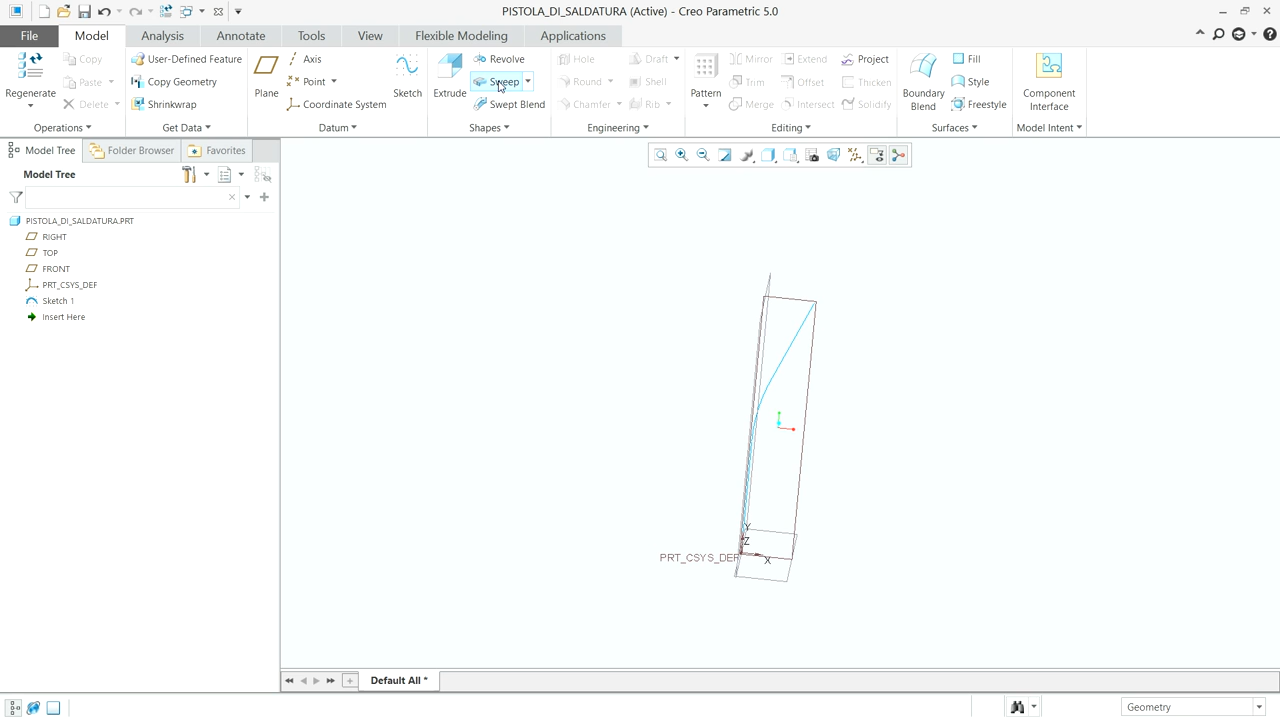 PISTOLA_DI_SALDATURA (Active) - Creo Parametric 5.0
File Model Analysis Annotate Tools View Flexible Modeling Applications
Regenerate
Copy
Paste
Delete
Operations
User-Defined Feature
Copy Geometry
Shrinkwrap
Get Data
Plane
Axis
Point
Coordinate System
Sketch
Datum
Extrude
Revolve
Sweep
Swept Blend
Shapes
Hole
Round
Chamfer
Draft
Shell
Rib
Engineering
Pattern
Mirror
Trim
Merge
Extend
Offset
Intersect
Project
Thicken
Solidify
Editing
Boundary
Blend
Fill
Style
Freestyle
Surfaces
Component
Interface
Model Intent
Model Tree Folder Browser Favorites
Model Tree
PISTOLA_DI_SALDATURA.PRT
RIGHT
TOP
FRONT
PRT_CSYS_DEF
Sketch 1
Insert Here
Y
Z
PRT_CSYS_DEF
X
Default All *
Geometry